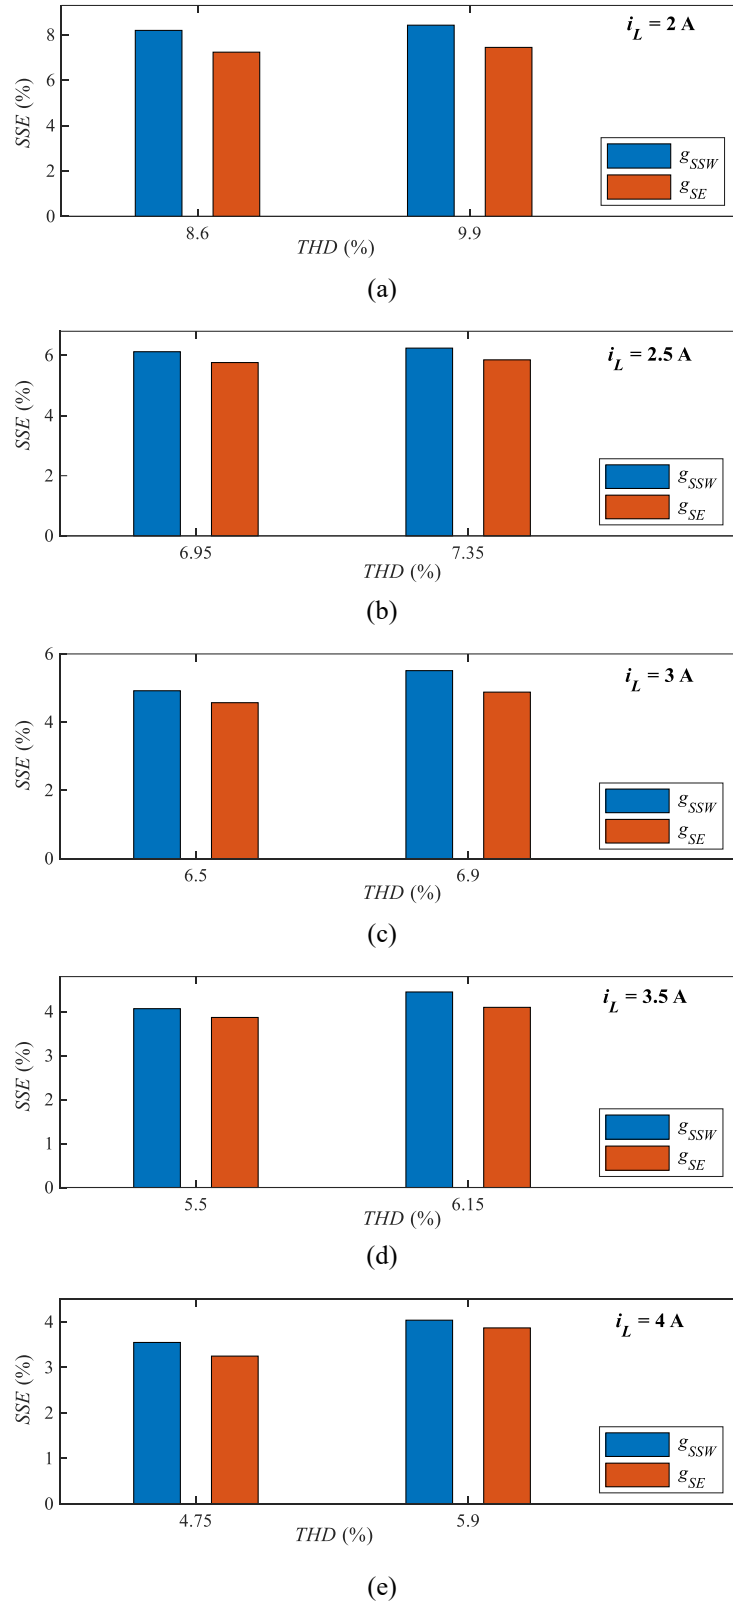 8
6
4
2
0
SSE (%)
i_L = 2 A
g_SSW
g_SE
8.6
9.9
THD (%)
(a)
6
4
2
0
SSE (%)
i_L = 2.5 A
g_SSW
g_SE
6.95
7.35
THD (%)
(b)
6
4
2
0
SSE (%)
i_L = 3 A
g_SSW
g_SE
6.5
6.9
THD (%)
(c)
4
3
2
1
0
SSE (%)
i_L = 3.5 A
g_SSW
g_SE
5.5
6.15
THD (%)
(d)
4
3
2
1
0
SSE (%)
i_L = 4 A
g_SSW
g_SE
4.75
5.9
THD (%)
(e)